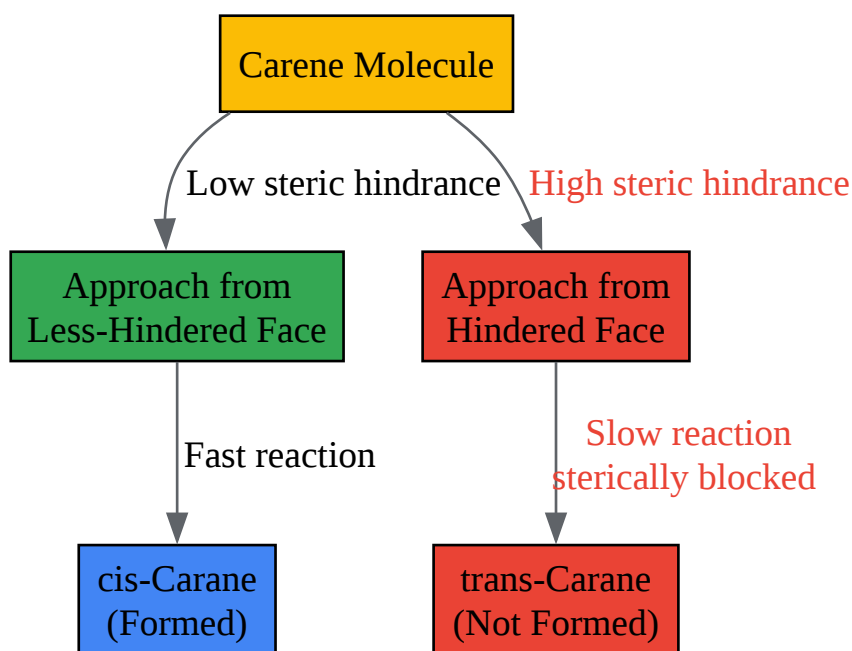 Carene Molecule
Low steric hindrance
High steric hindrance
Approach from
Less-Hindered Face
Approach from
Hindered Face
Fast reaction
Slow reaction
sterically blocked
cis-Carane
(Formed)
trans-Carane
(Not Formed)